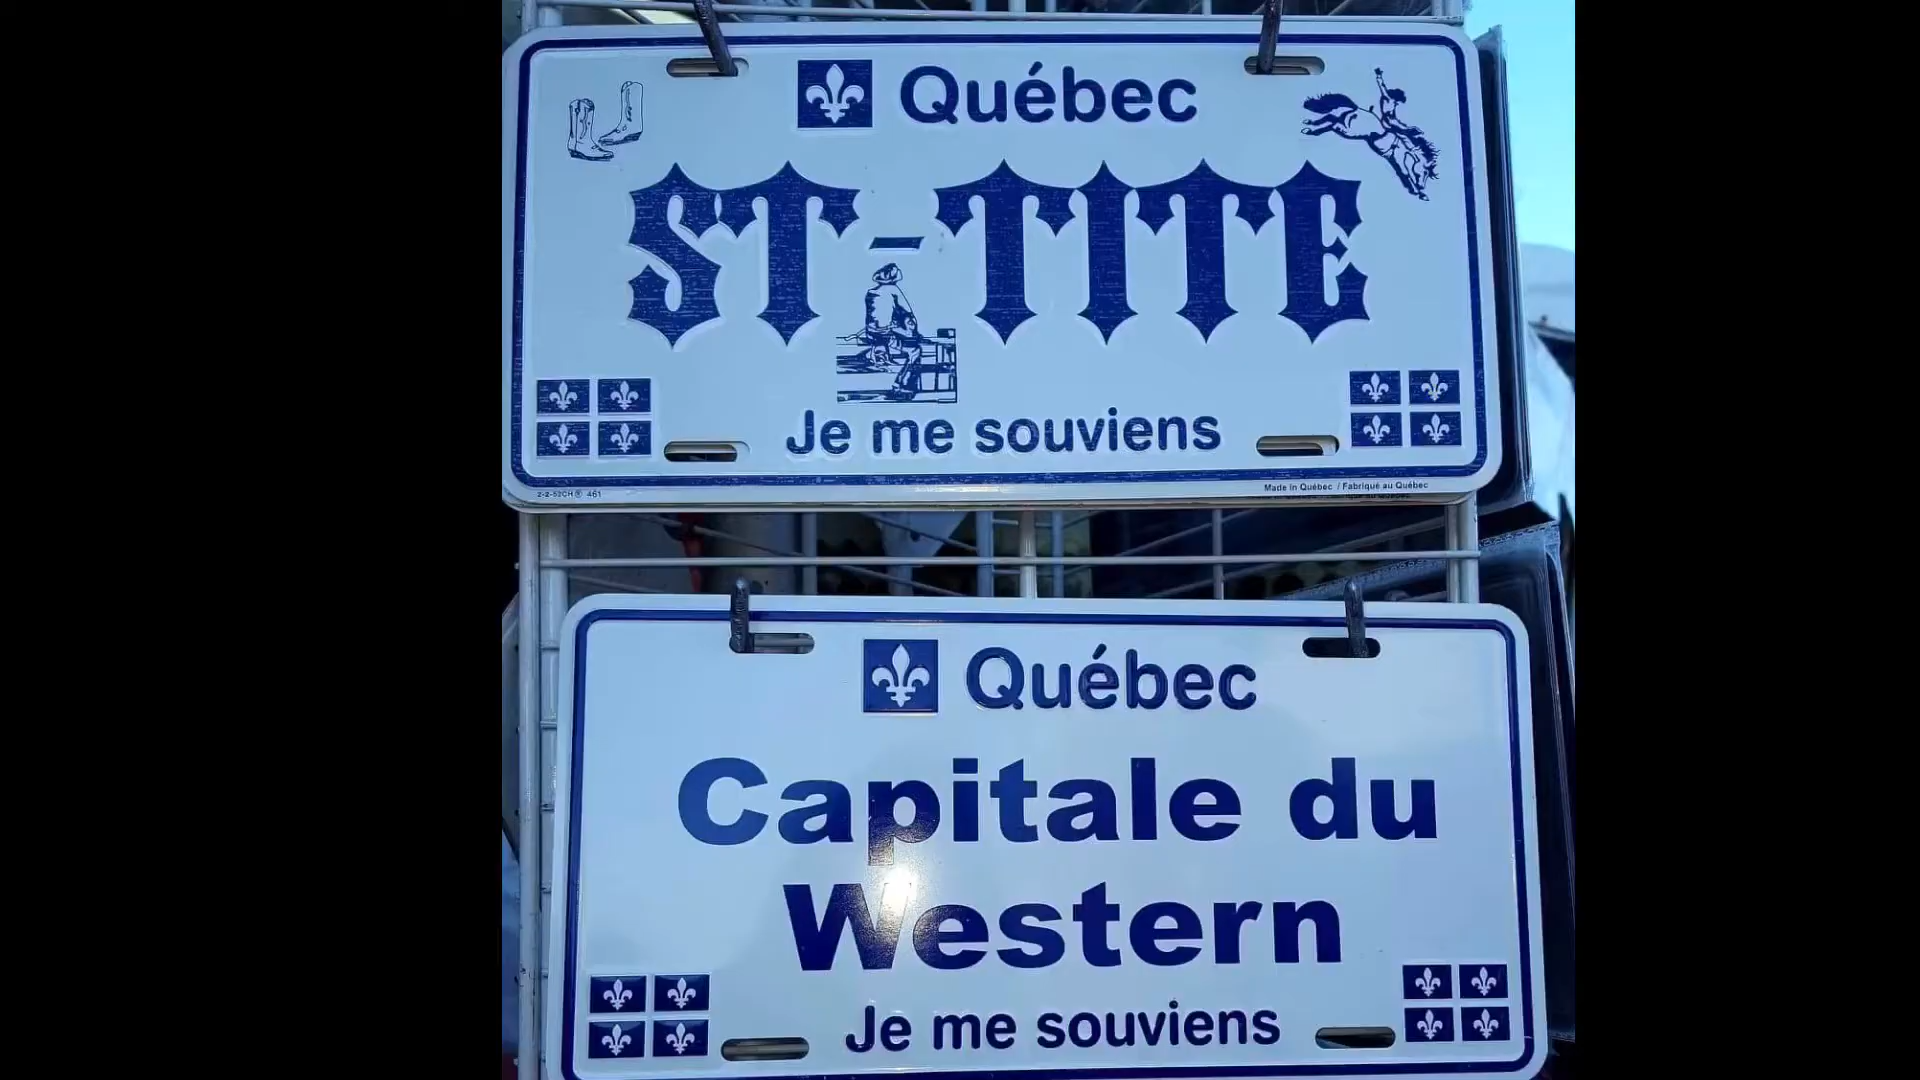 Québec
ST-TITE
Je me souviens
Made in Québec / Fabriqué au Québec
Québec
Capitale du
Western
Je me souviens